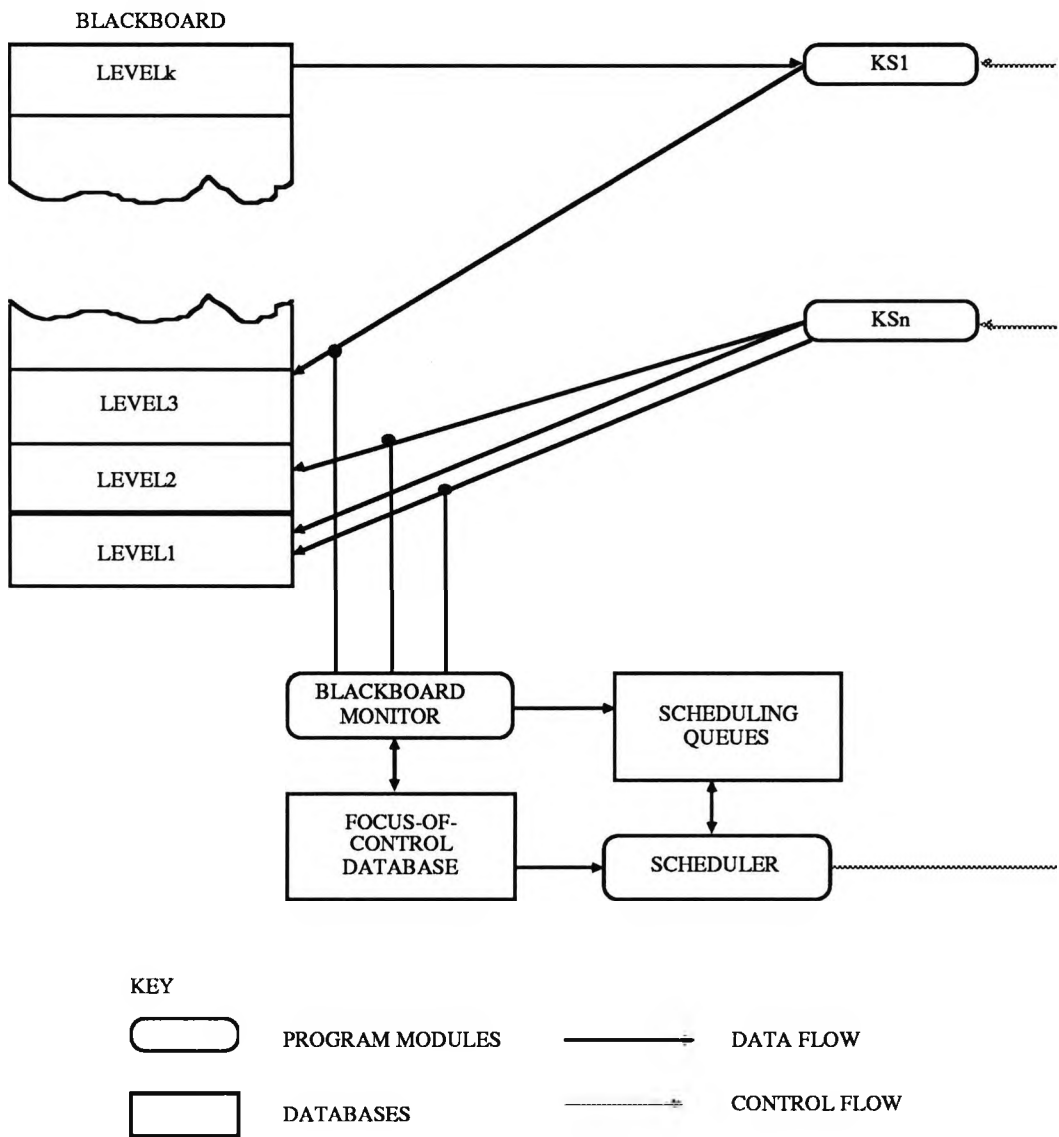 BLACKBOARD
LEVELk
KS1
KSn
LEVEL3
LEVEL2
LEVEL1
BLACKBOARD
MONITOR
SCHEDULING
QUEUES
FOCUS-OF-
CONTROL
DATABASE
SCHEDULER
KEY
PROGRAM MODULES
DATA FLOW
DATABASES
CONTROL FLOW